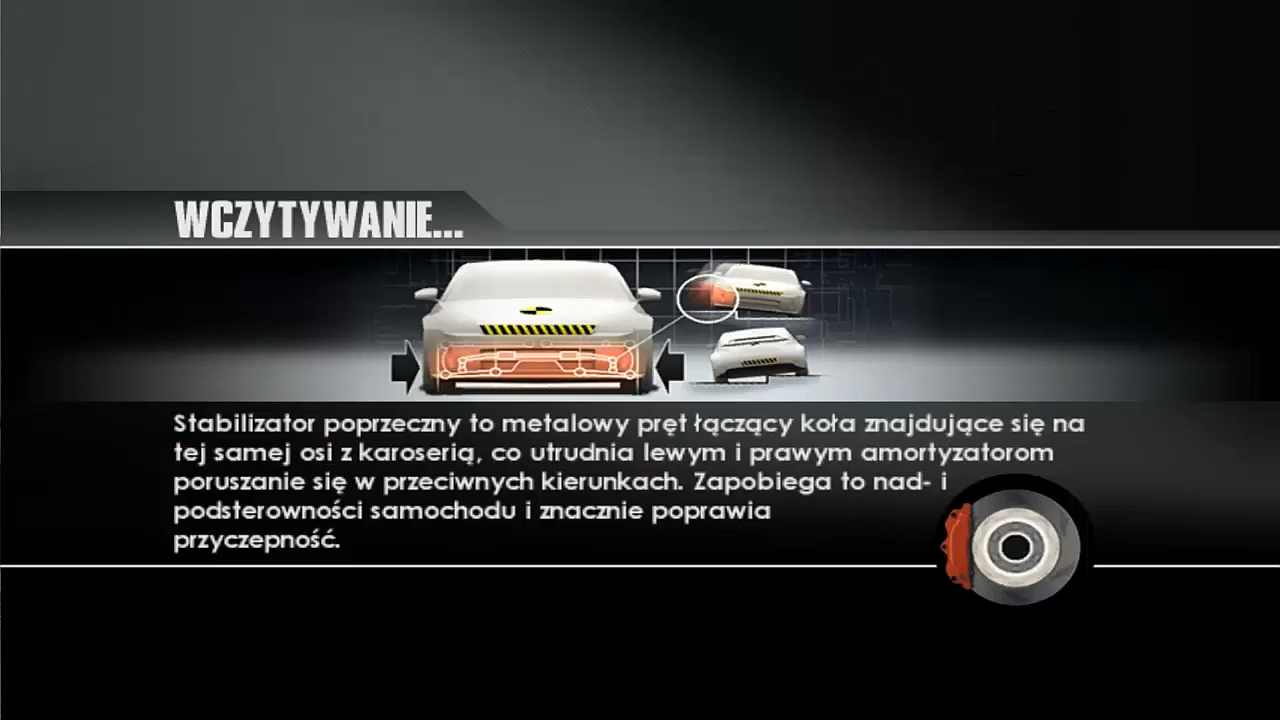 WCZYTYWANIE...
Stabilizator poprzeczny to metalowy pręt łączący koła znajdujące się na
tej samej osi z karoserią, co utrudnia lewym i prawym amortyzatorom
poruszanie się w przeciwnych kierunkach. Zapobiega to nad- i
podsterowności samochodu i znacznie poprawia
przyczepność.